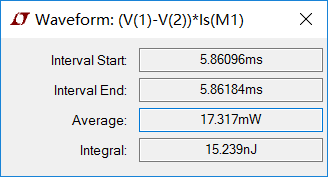 Waveform: (V(1)-V(2))*Is(M1)
Interval Start: 5.86096ms
Interval End: 5.86184ms
Average: 17.317mW
Integral: 15.239nJ